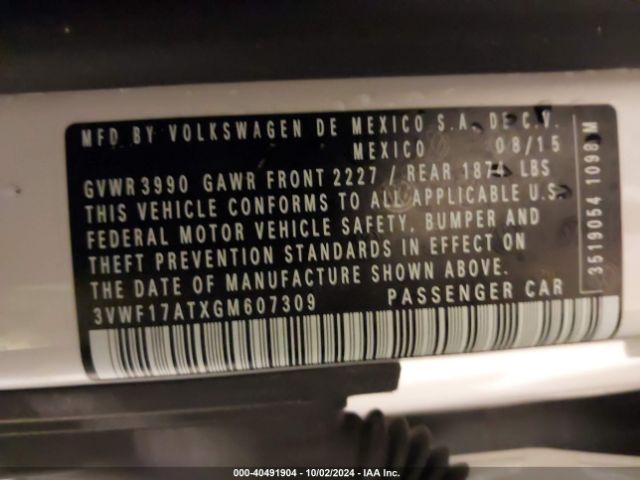 MFD BY VOLKSWAGEN DE MEXICO S.A. DE C.V.
MEXICO 08/15
GVWR 3990 GAWR FRONT 2227 / REAR 1874 LBS
THIS VEHICLE CONFORMS TO ALL APPLICABLE U.S.
FEDERAL MOTOR VEHICLE SAFETY, BUMPER AND
THEFT PREVENTION STANDARDS IN EFFECT ON
THE DATE OF MANUFACTURE SHOWN ABOVE.
3VWF17ATXGM607309 PASSENGER CAR
3519054 1098 M
000-40491904 - 10/02/2024 - IAA Inc.